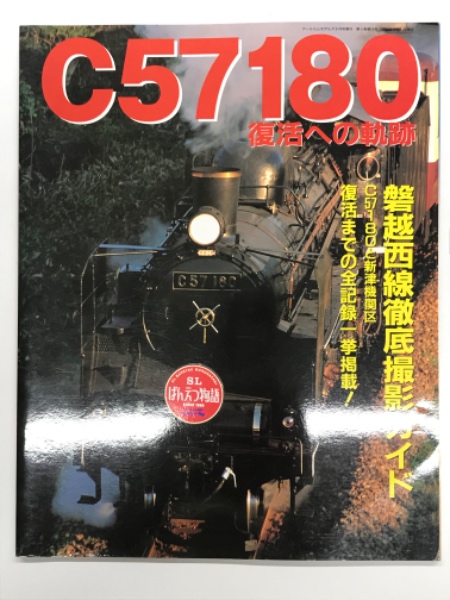 C57180
復活への軌跡
磐越西線徹底撮影ガイド
C57180と新津機関区
復活までの全記録一挙掲載！
C57 180
SL
ばんえつ物語